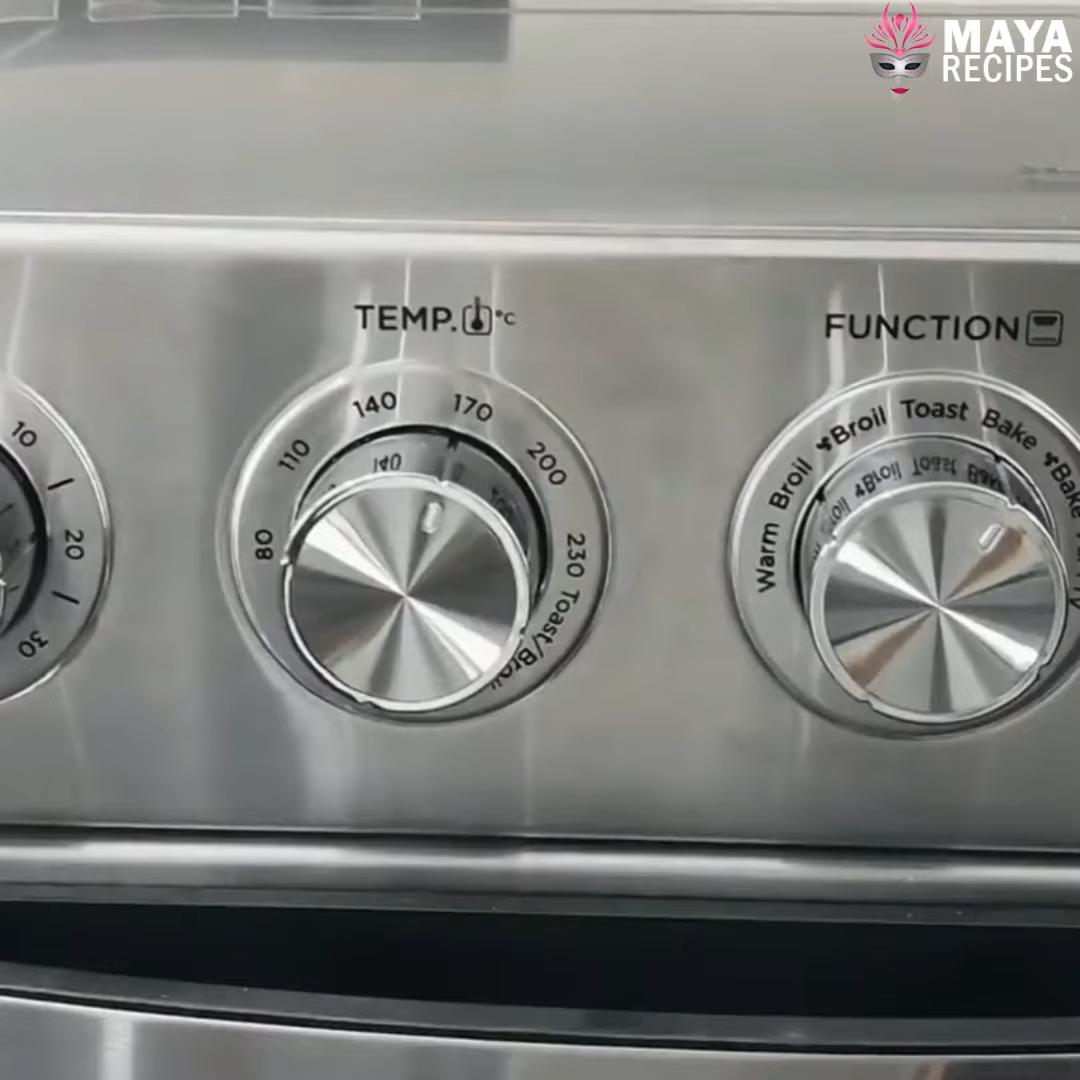 MAYA
RECIPES
TEMP. °C
FUNCTION
10
20
30
80
110
140
170
200
230
Toast/Broil
Warm
Broil
Broil
Toast
Bake
Bake